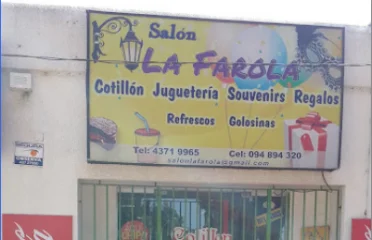 Salón
LA FAROLA
Cotillón Juguetería Souvenirs Regalos
Refrescos Golosinas
Tel: 4371 9965 Cel: 094 894 320
salonlafarola@gmail.com